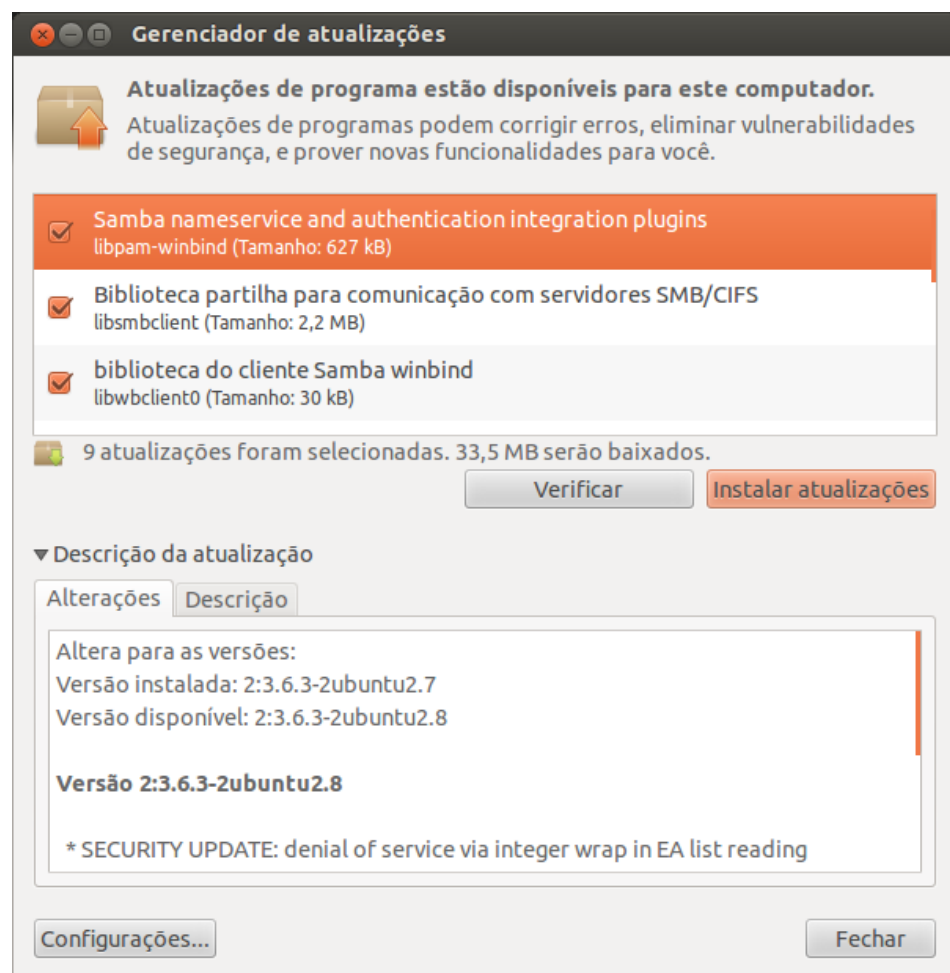 Gerenciador de atualizações
Atualizações de programa estão disponíveis para este computador.
Atualizações de programas podem corrigir erros, eliminar vulnerabilidades
de segurança, e prover novas funcionalidades para você.
Samba nameservice and authentication integration plugins
libpam-winbind (Tamanho: 627 kB)
Biblioteca partilha para comunicação com servidores SMB/CIFS
libsmbclient (Tamanho: 2,2 MB)
biblioteca do cliente Samba winbind
libwbclient0 (Tamanho: 30 kB)
9 atualizações foram selecionadas. 33,5 MB serão baixados.
Verificar
Instalar atualizações
Descrição da atualização
Alterações
Descrição
Altera para as versões:
Versão instalada: 2:3.6.3-2ubuntu2.7
Versão disponível: 2:3.6.3-2ubuntu2.8
Versão 2:3.6.3-2ubuntu2.8
* SECURITY UPDATE: denial of service via integer wrap in EA list reading
Configurações...
Fechar